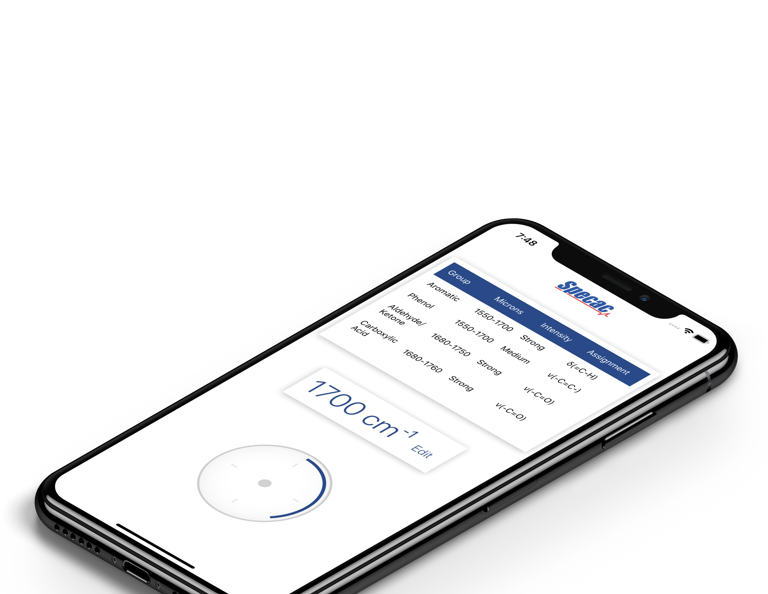 7:48
Specac
Group Microns Intensity Assignment
Aromatic 1550-1700 Strong δ(=C-H)
Phenol 1550-1700 Medium ν(-C=C-)
Aldehyde/
Ketone 1680-1750 Strong ν(-C=O)
Carboxylic
Acid 1680-1760 Strong ν(-C=O)
1700 cm -1
Edit